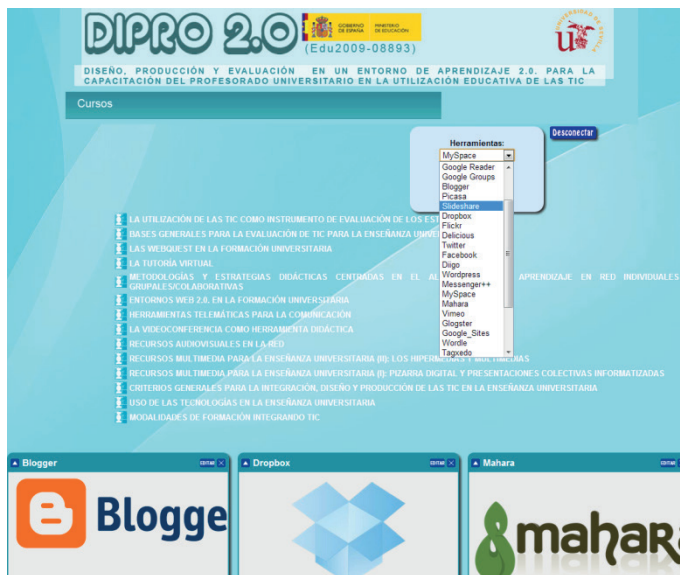 DIPRO 2.0
GOBIERNO DE ESPAÑA
MINISTERIO DE EDUCACIÓN
(Edu2009-08893)
DISEÑO, PRODUCCIÓN Y EVALUACIÓN EN UN ENTORNO DE APRENDIZAJE 2.0. PARA LA
CAPACITACIÓN DEL PROFESORADO UNIVERSITARIO EN LA UTILIZACIÓN EDUCATIVA DE LAS TIC
Cursos
Desconectar
Herramientas:
MySpace
Google Reader
Google Groups
Blogger
Picasa
Slideshare
Dropbox
Flickr
Delicious
Twitter
Facebook
Diigo
Wordpress
Messenger++
MySpace
Mahara
Vimeo
Glogster
Google_Sites
Wordle
Tagxedo
LA UTILIZACIÓN DE LAS TIC COMO INSTRUMENTO DE EVALUACIÓN DE LOS EST
BASES GENERALES PARA LA EVALUACIÓN DE TIC PARA LA ENSEÑANZA UNIVE
LAS WEBQUEST EN LA FORMACIÓN UNIVERSITARIA
LA TUTORÍA VIRTUAL
METODOLOGÍAS Y ESTRATEGIAS DIDÁCTICAS CENTRADAS EN EL AL APRENDIZAJE EN RED INDIVIDUALES
GRUPALES/COLABORATIVAS
ENTORNOS WEB 2.0. EN LA FORMACIÓN UNIVERSITARIA
HERRAMIENTAS TELEMÁTICAS PARA LA COMUNICACIÓN
LA VIDEOCONFERENCIA COMO HERRAMIENTA DIDÁCTICA
RECURSOS AUDIOVISUALES EN LA RED
RECURSOS MULTIMEDIA PARA LA ENSEÑANZA UNIVERSITARIA (II): LOS HIPERMEDIAS Y MULTIMEDIAS
RECURSOS MULTIMEDIA PARA LA ENSEÑANZA UNIVERSITARIA (I): PIZARRA DIGITAL Y PRESENTACIONES COLECTIVAS INFORMATIZADAS
CRITERIOS GENERALES PARA LA INTEGRACIÓN, DISEÑO Y PRODUCCIÓN DE LAS TIC EN LA ENSEÑANZA UNIVERSITARIA
USO DE LAS TECNOLOGÍAS EN LA ENSEÑANZA UNIVERSITARIA
MODALIDADES DE FORMACIÓN INTEGRANDO TIC
Blogger EDITAR
Dropbox EDITAR
Mahara EDITAR
Blogge
mahara